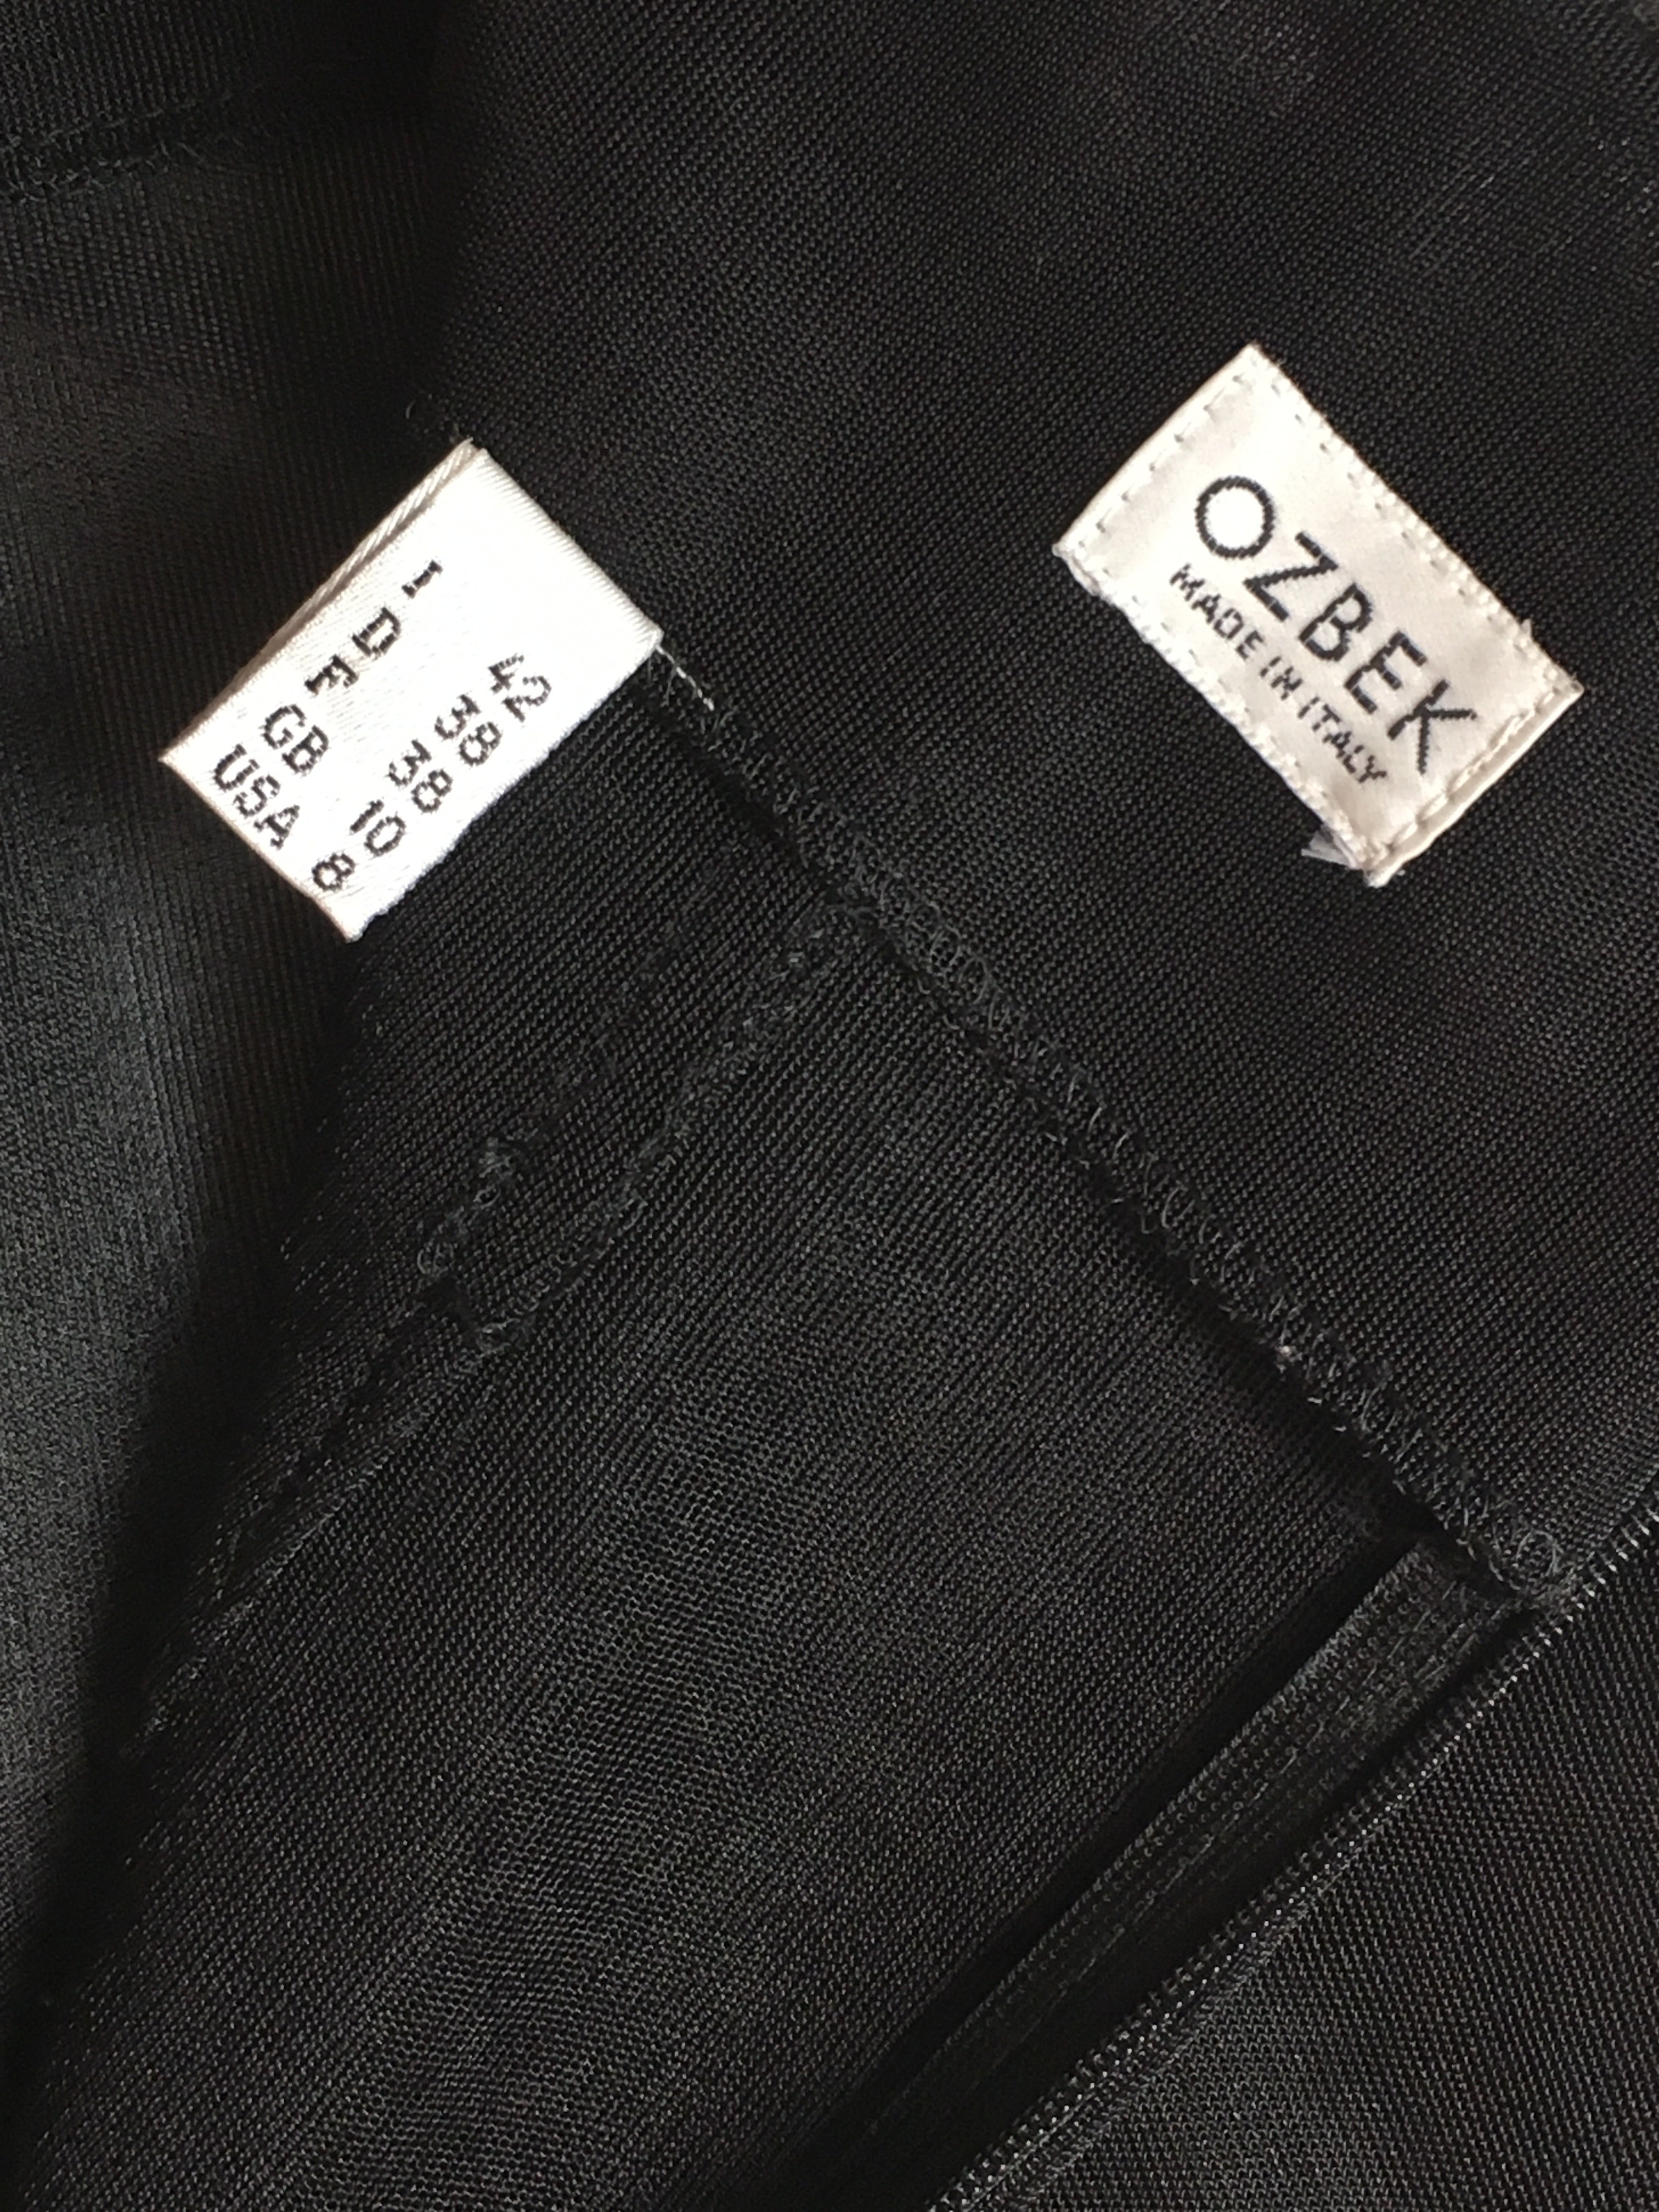 I 42
D 38
F 38
GB 10
USA 8
OZBEK
MADE IN ITALY